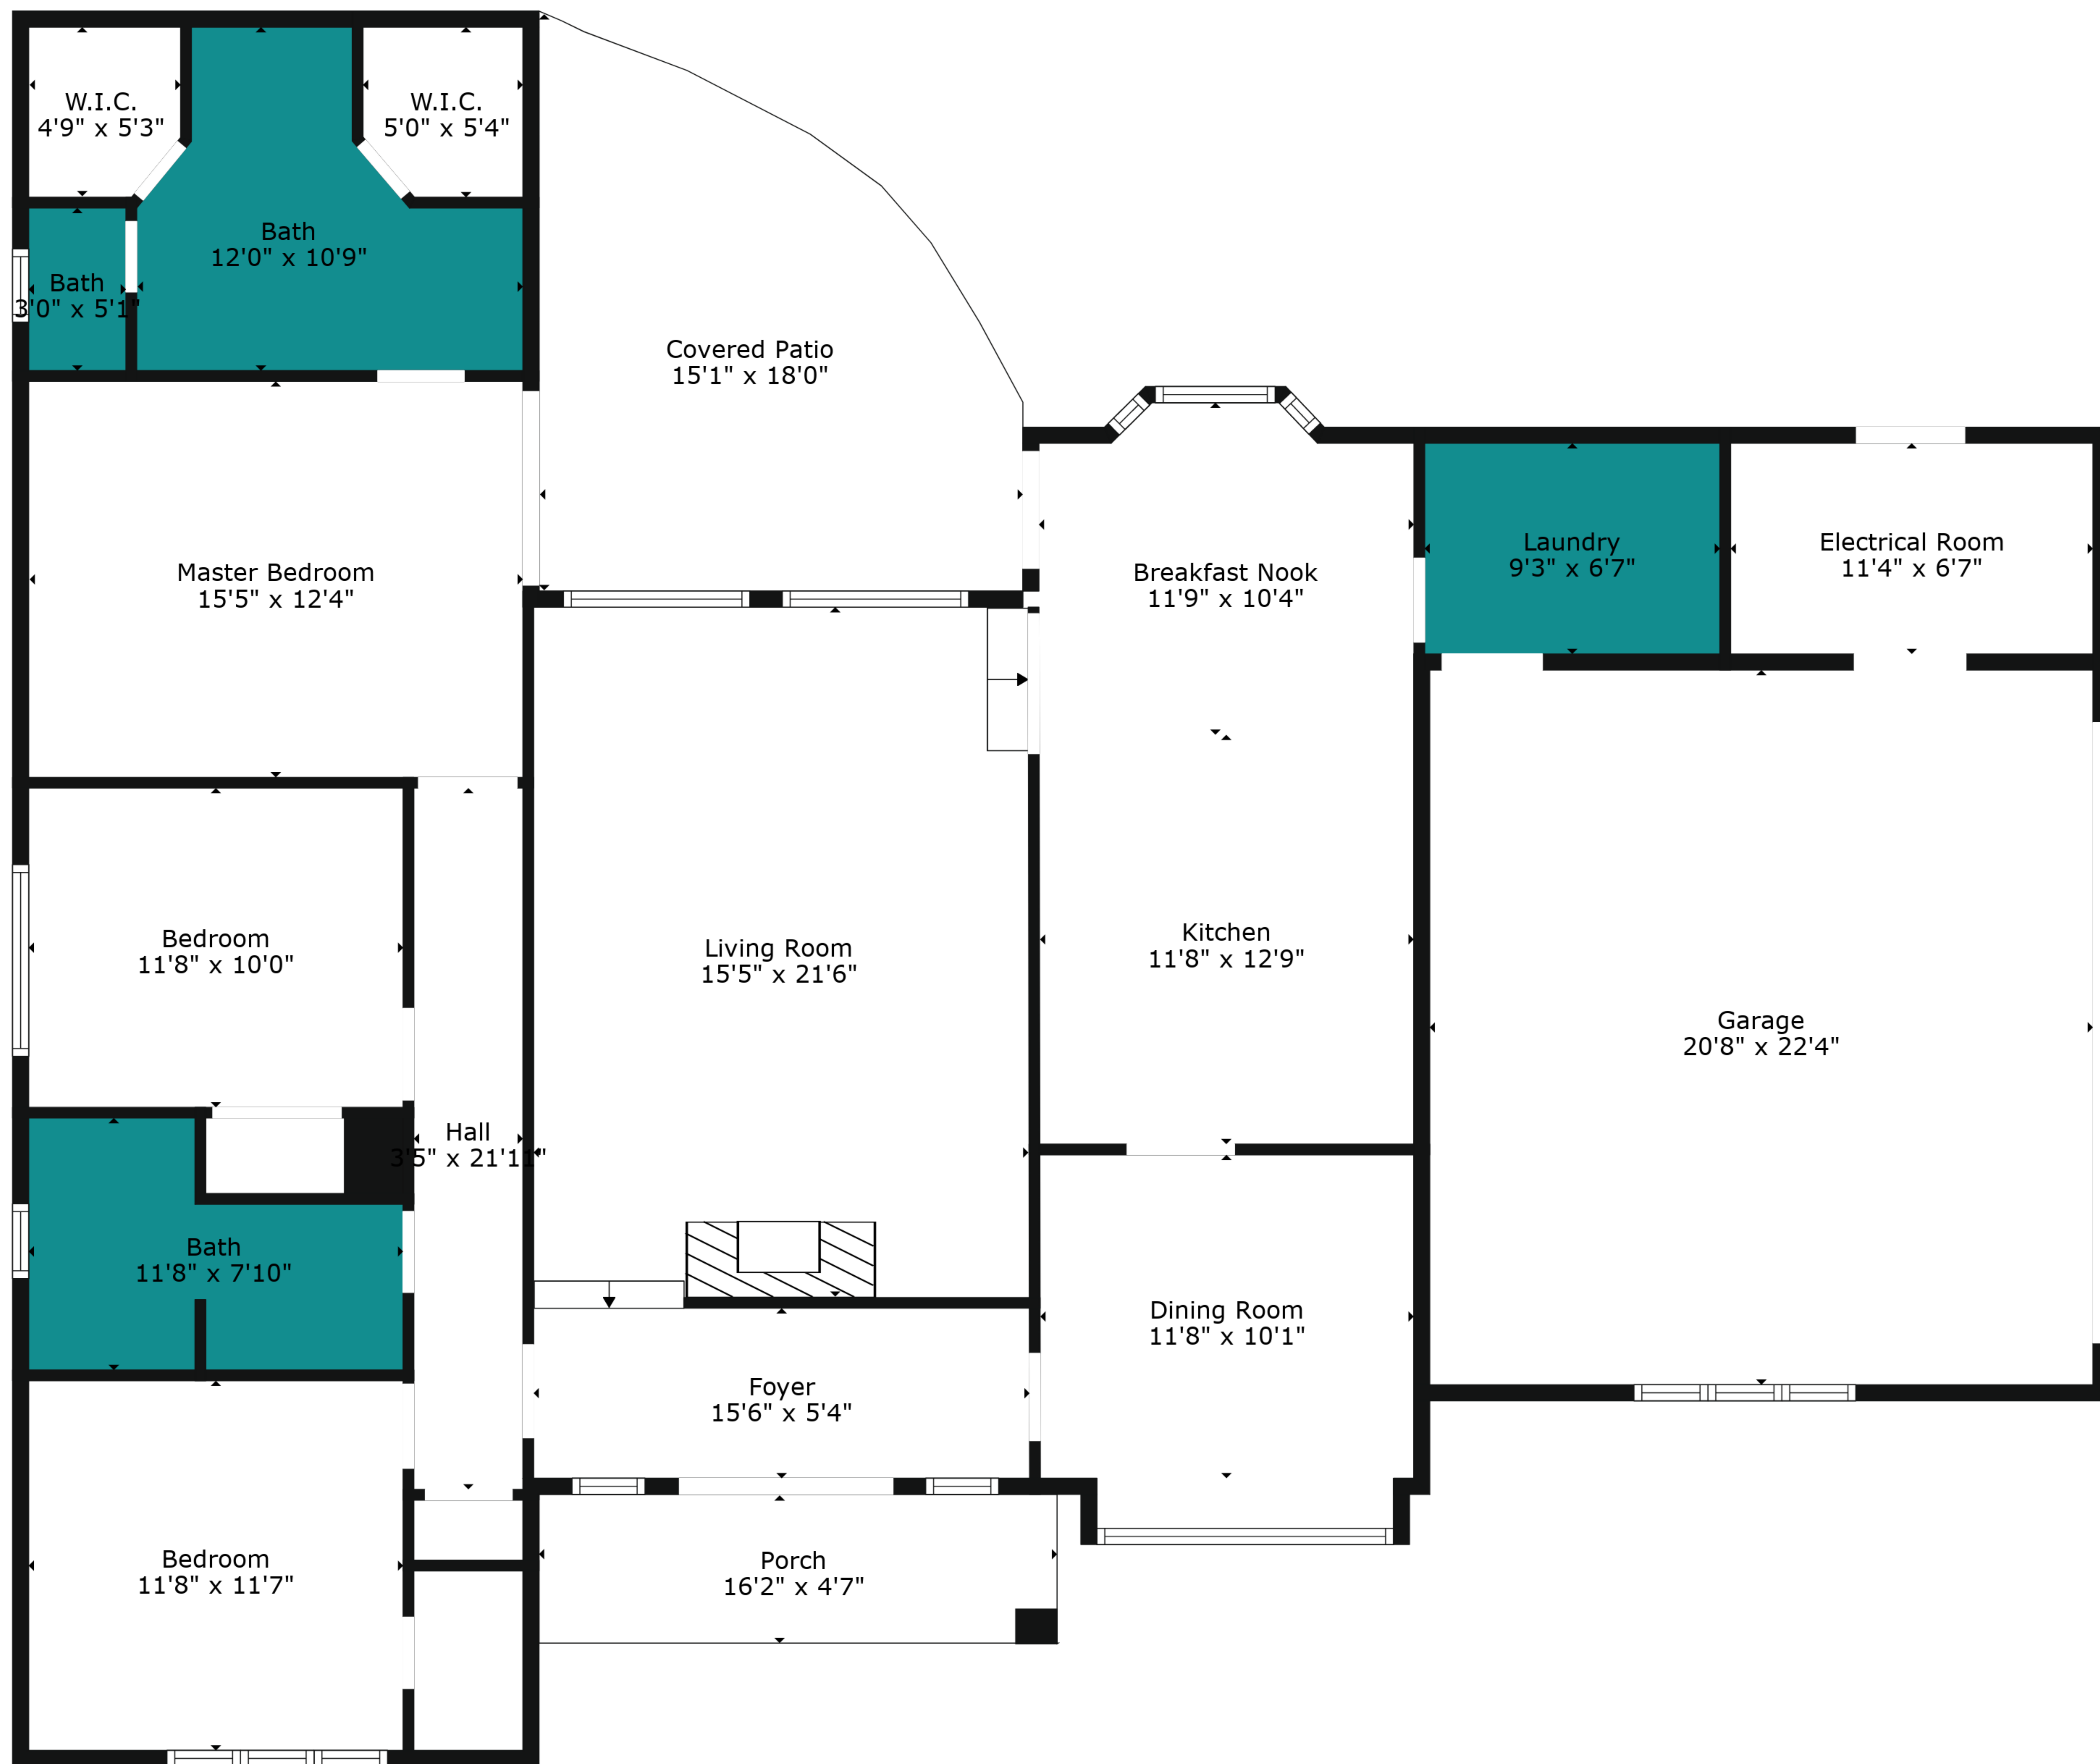 W.I.C.
4'9" x 5'3"
W.I.C.
5'0" x 5'4"
Bath
12'0" x 10'9"
Bath
3'0" x 5'1"
Covered Patio
15'1" x 18'0"
Master Bedroom
15'5" x 12'4"
Breakfast Nook
11'9" x 10'4"
Laundry
9'3" x 6'7"
Electrical Room
11'4" x 6'7"
Bedroom
11'8" x 10'0"
Living Room
15'5" x 21'6"
Kitchen
11'8" x 12'9"
Garage
20'8" x 22'4"
Hall
3'5" x 21'11"
Bath
11'8" x 7'10"
Dining Room
11'8" x 10'1"
Foyer
15'6" x 5'4"
Bedroom
11'8" x 11'7"
Porch
16'2" x 4'7"